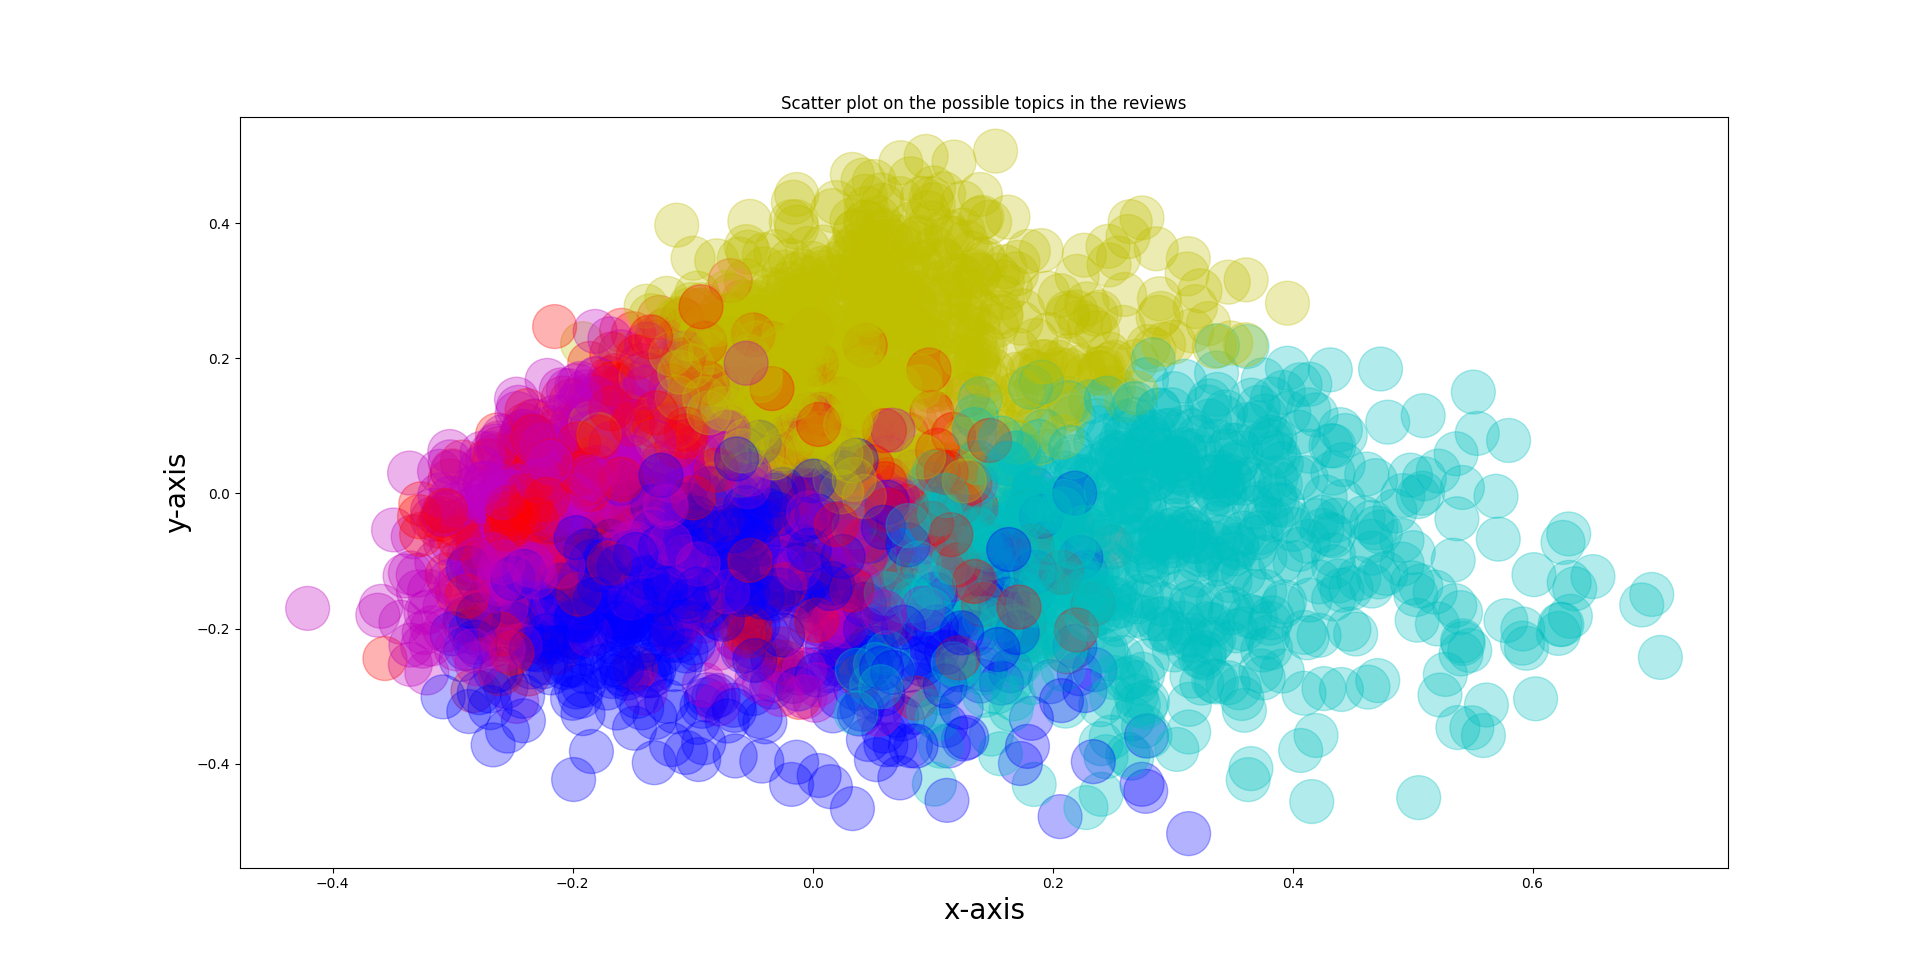 Scatter plot on the possible topics in the reviews
0.4
0.2
0.0
−0.2
−0.4
y-axis
−0.4 −0.2 0.0 0.2 0.4 0.6
x-axis